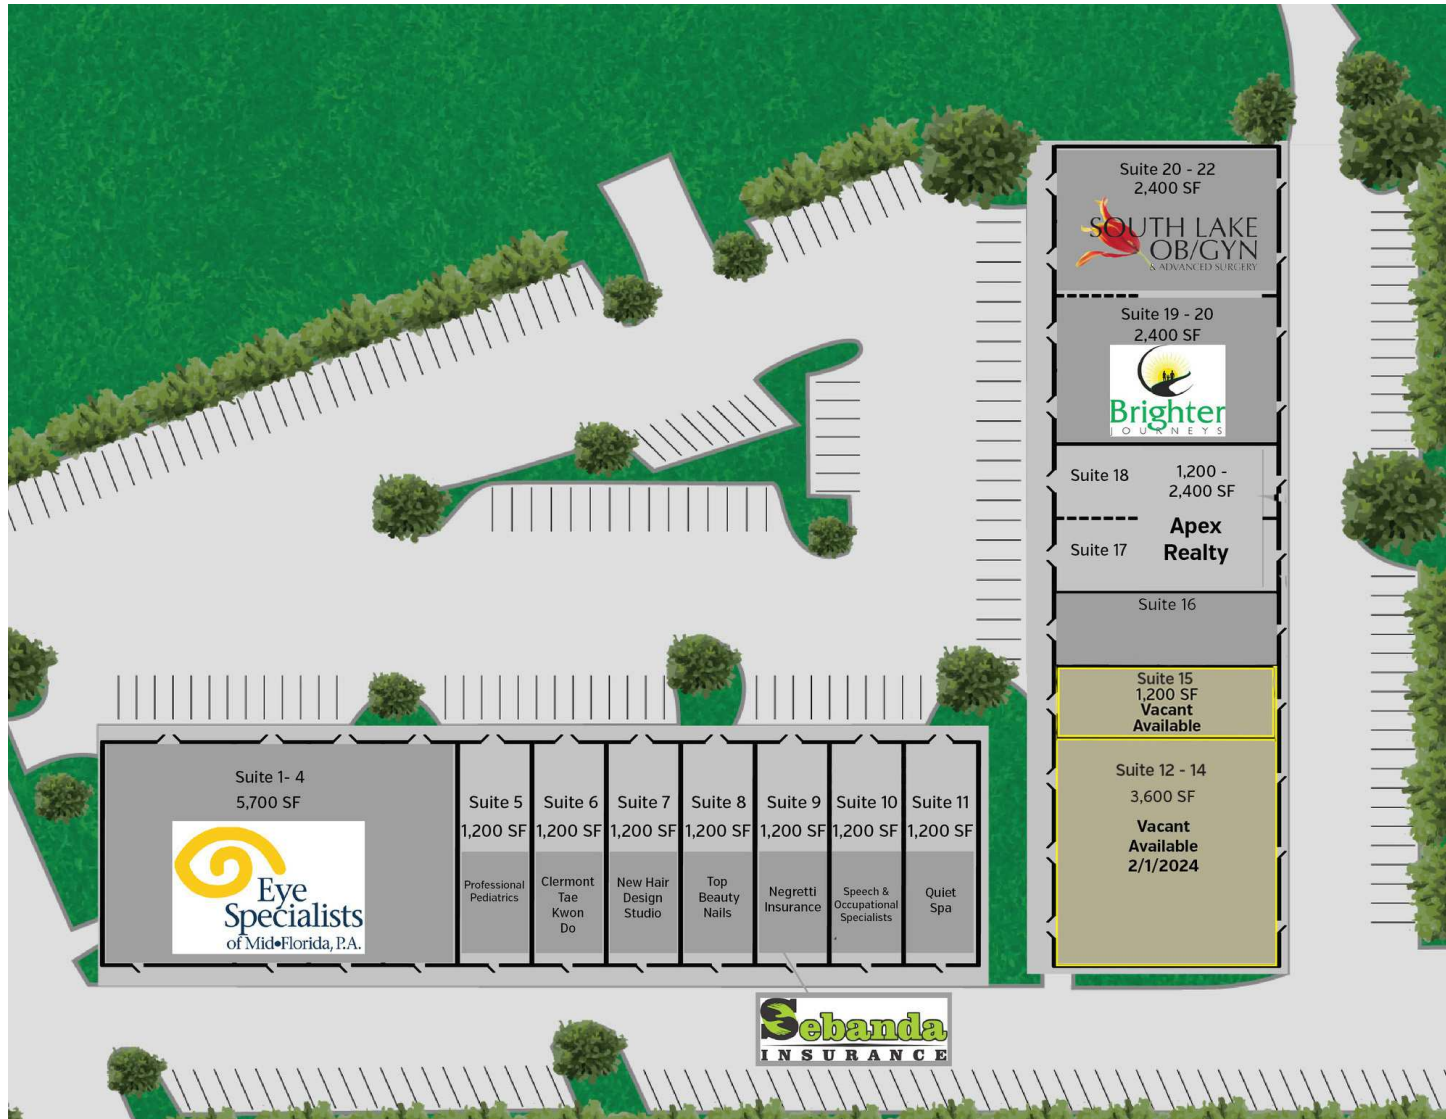 Suite 20 - 22
2,400 SF
SOUTH LAKE
OB/GYN
& ADVANCED SURGERY
Suite 19 - 20
2,400 SF
Brighter
JOURNEYS
Suite 18
1,200 -
2,400 SF
Apex
Realty
Suite 17
Suite 16
Suite 15
1,200 SF
Vacant
Available
Suite 12 - 14
3,600 SF
Vacant
Available
2/1/2024
Suite 1- 4
5,700 SF
Eye
Specialists
of Mid•Florida, P.A.
Suite 5
1,200 SF
Professional
Pediatrics
Suite 6
1,200 SF
Clermont
Tae
Kwon
Do
Suite 7
1,200 SF
New Hair
Design
Studio
Suite 8
1,200 SF
Top
Beauty
Nails
Suite 9
1,200 SF
Negretti
Insurance
Suite 10
1,200 SF
Speech &
Occupational
Specialists
Suite 11
1,200 SF
Quiet
Spa
Sebanda
INSURANCE